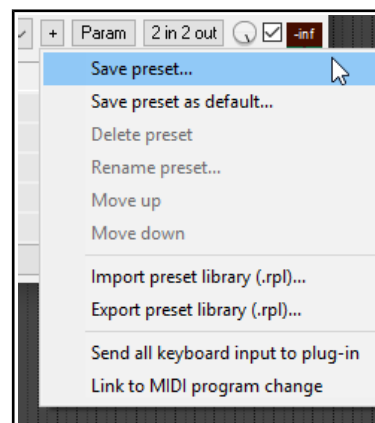 + Param 2 in 2 out -inf
Save preset...
Save preset as default...
Delete preset
Rename preset...
Move up
Move down
Import preset library (.rpl)...
Export preset library (.rpl)...
Send all keyboard input to plug-in
Link to MIDI program change